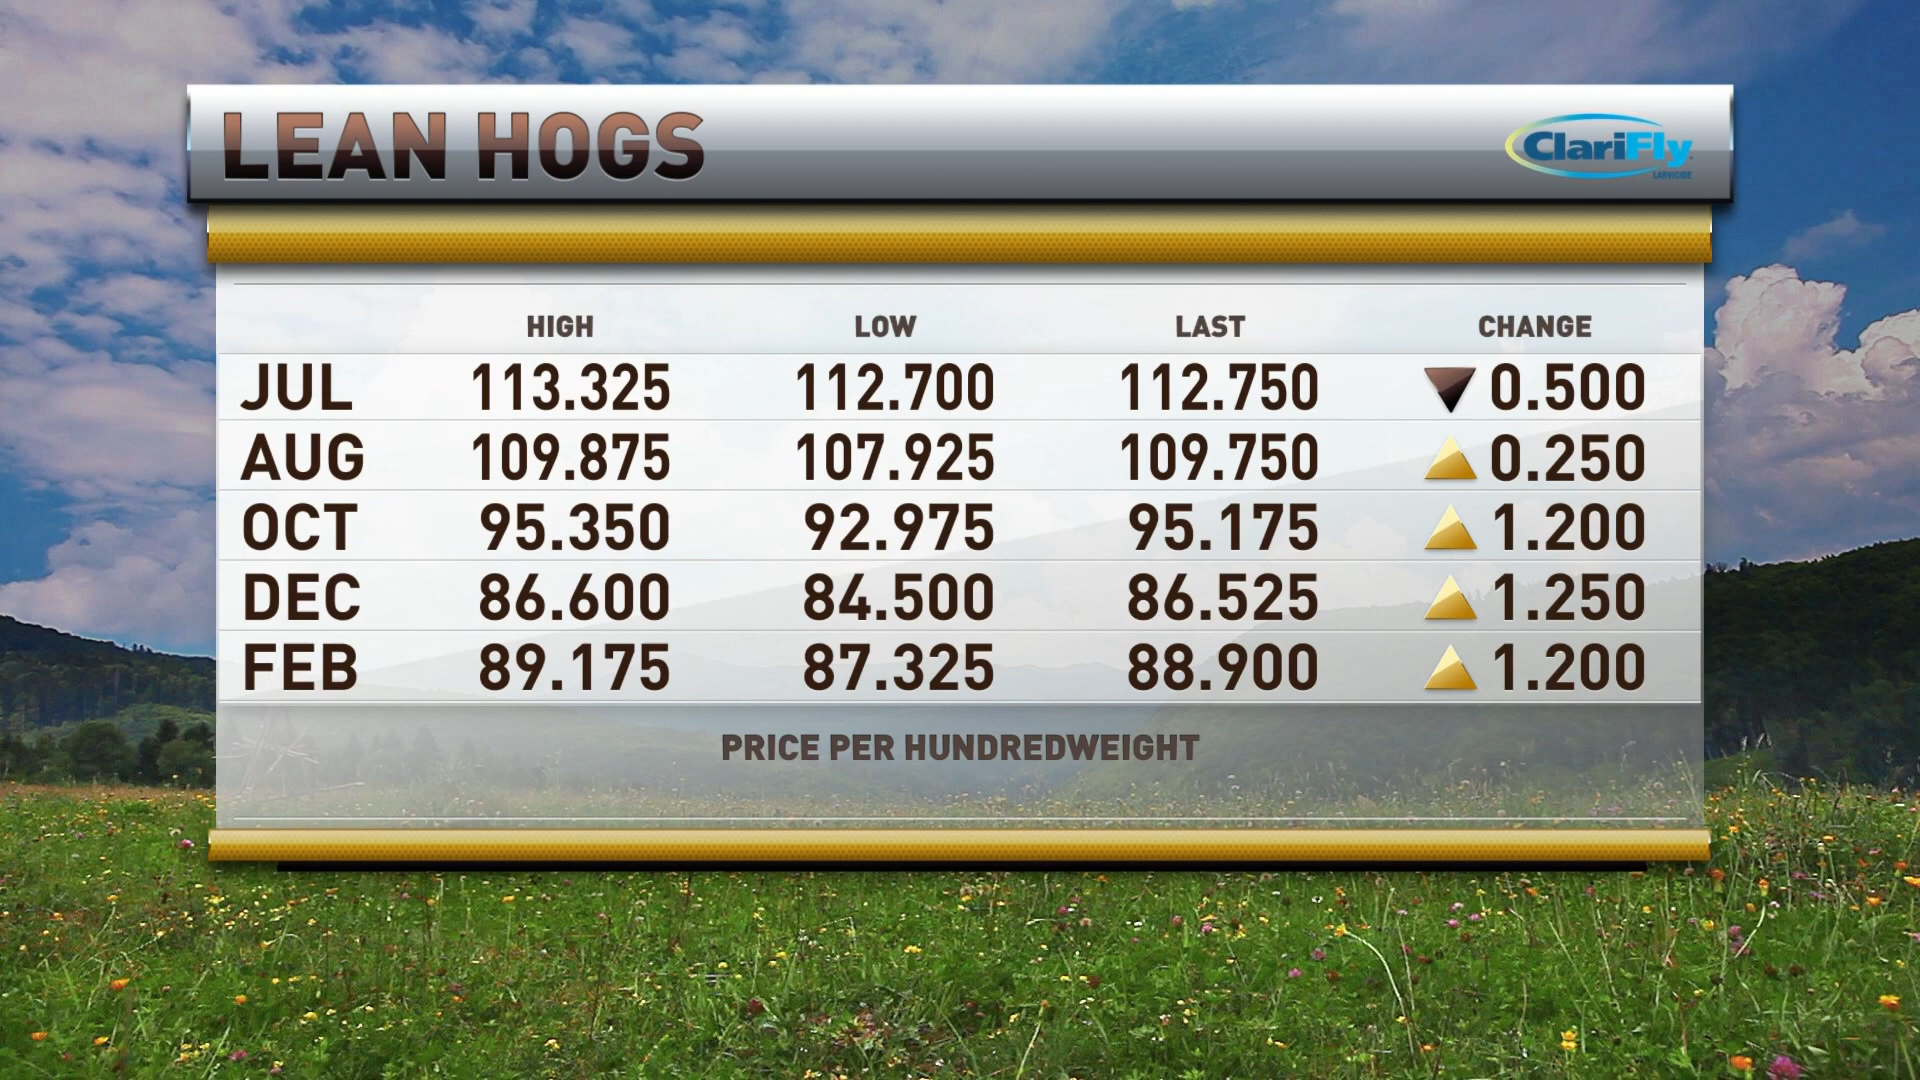 LEAN HOGS
ClariFly
LARVICIDE
HIGH LOW LAST CHANGE
JUL 113.325 112.700 112.750 ▼ 0.500
AUG 109.875 107.925 109.750 ▲ 0.250
OCT 95.350 92.975 95.175 ▲ 1.200
DEC 86.600 84.500 86.525 ▲ 1.250
FEB 89.175 87.325 88.900 ▲ 1.200
PRICE PER HUNDREDWEIGHT